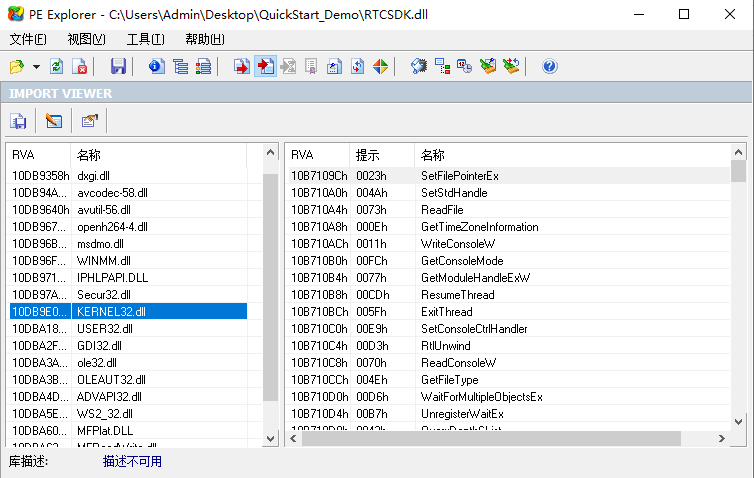 PE Explorer - C:\Users\Admin\Desktop\QuickStart_Demo\RTCSDK.dll
文件(F) 视图(V) 工具(T) 帮助(H)
IMPORT VIEWER
RVA 名称
10DB9358h dxgi.dll
10DB94A... avcodec-58.dll
10DB9640h avutil-56.dll
10DB967... openh264-4.dll
10DB96B... msdmo.dll
10DB96F... WINMM.dll
10DB971... IPHLPAPI.DLL
10DB97A... Secur32.dll
10DB9E0... KERNEL32.dll
10DBA18... USER32.dll
10DBA2F... GDI32.dll
10DBA3A... ole32.dll
10DBA3B... OLEAUT32.dll
10DBA4D... ADVAPI32.dll
10DBA5E... WS2_32.dll
10DBA60... MFPlat.DLL
10DBA62... MFReadWrite.dll
RVA 提示 名称
10B7109Ch 0023h SetFilePointerEx
10B710A0h 004Ah SetStdHandle
10B710A4h 0073h ReadFile
10B710A8h 000Eh GetTimeZoneInformation
10B710ACh 0011h WriteConsoleW
10B710B0h 00FCh GetConsoleMode
10B710B4h 0077h GetModuleHandleExW
10B710B8h 00CDh ResumeThread
10B710BCh 005Fh ExitThread
10B710C0h 00E9h SetConsoleCtrlHandler
10B710C4h 00D3h RtlUnwind
10B710C8h 0070h ReadConsoleW
10B710CCh 004Eh GetFileType
10B710D0h 00D6h WaitForMultipleObjectsEx
10B710D4h 00B7h UnregisterWaitEx
10B710D8h 0042h QueryDepthSList
库描述: 描述不可用